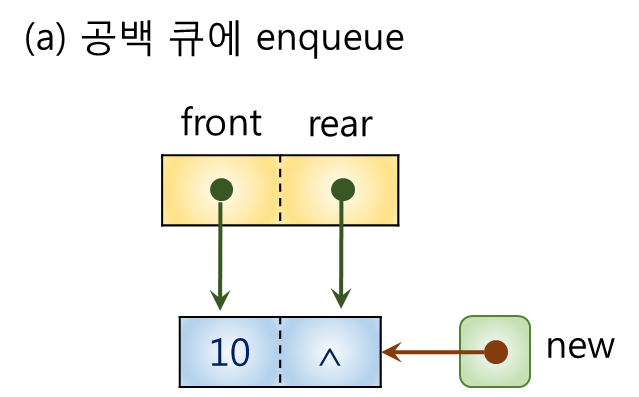 (a) 공백 큐에 enqueue
front rear
10 ^ new